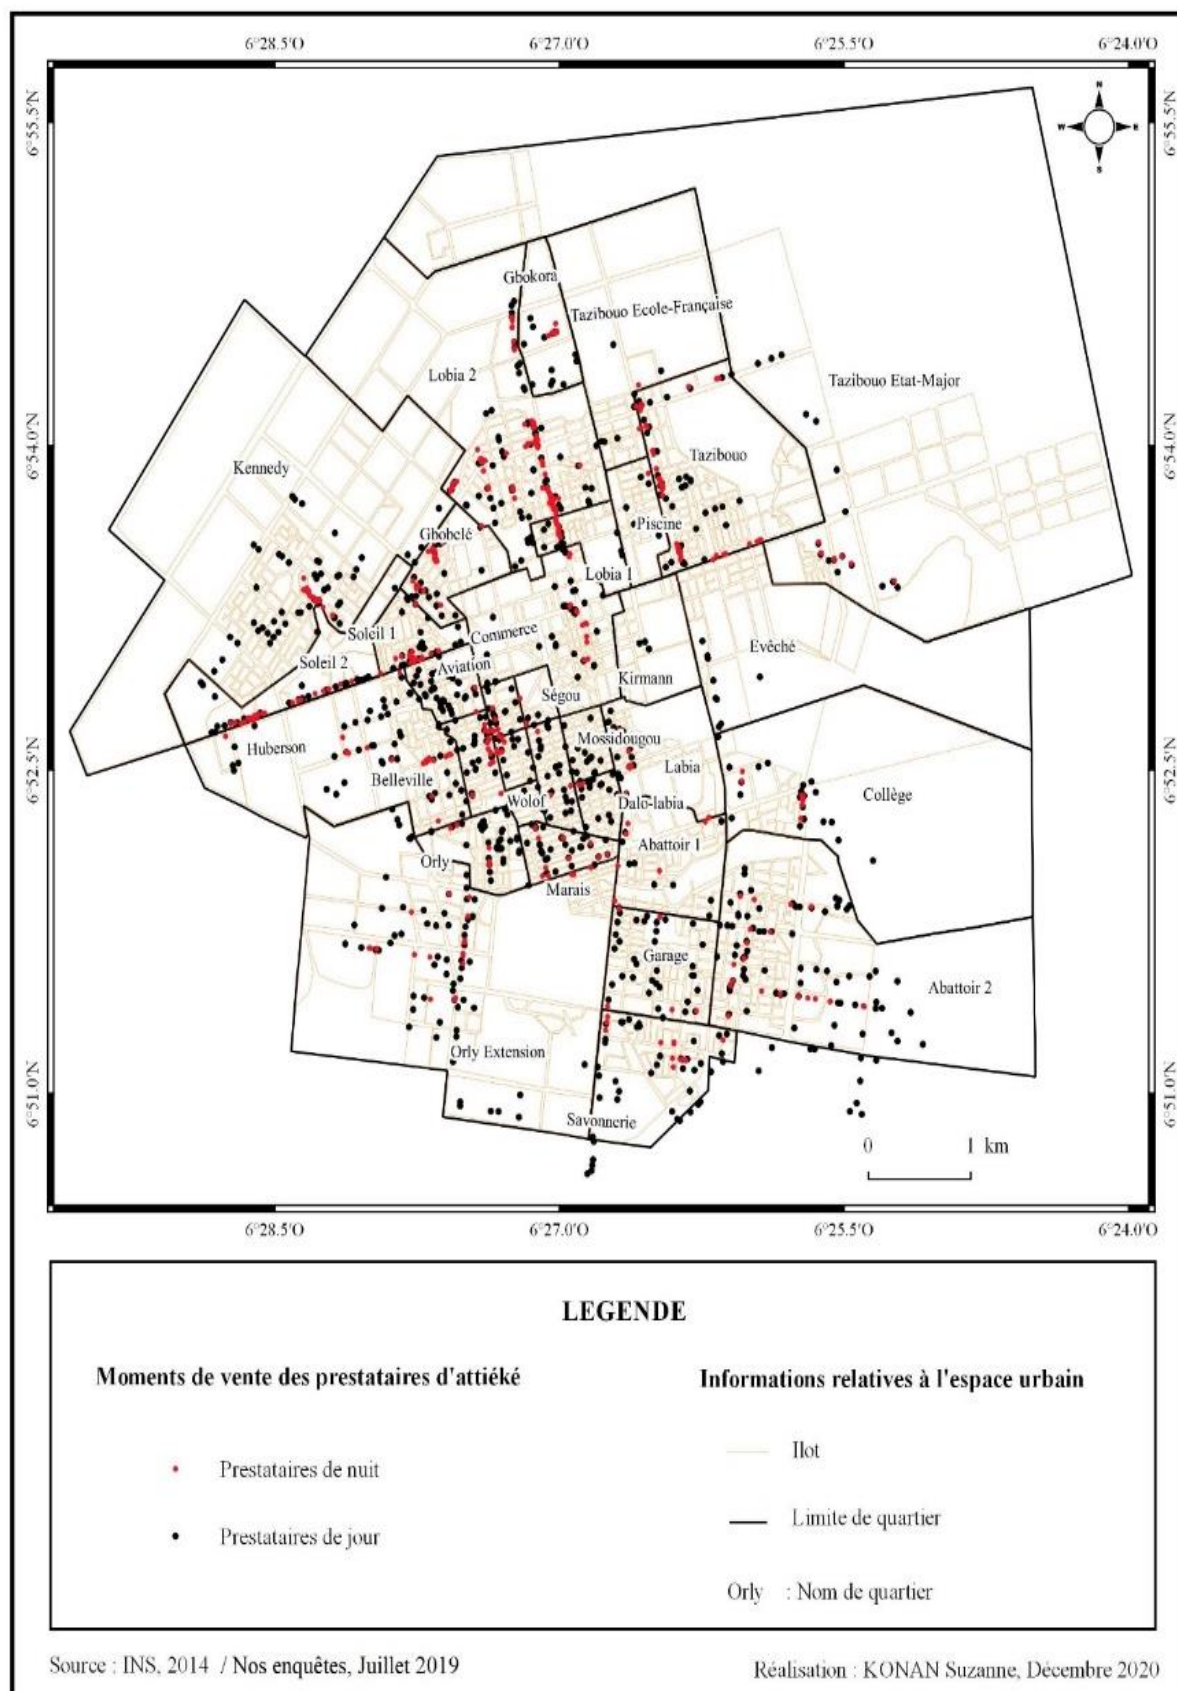 6°28.5'O 6°27.0'O 6°25.5'O 6°24.0'O
6°55.5'N 6°55.5'N
N
W E
S
Gbokora
Tazibouo Ecole-Française
Lobia 2
Tazibouo Etat-Major
6°54.0'N 6°54.0'N
Kennedy
Tazibouo
Piscine
Gbobelé
Lobia 1
Soleil 1
Commerce
Evêché
Soleil 2
Aviation
Kirmann
Ségou
Huberson
Mossidougou
6°52.5'N 6°52.5'N
Labia
Belleville
Collège
Wolof
Dalo-labia
Abattoir 1
Orly
Marais
Garage
Abattoir 2
Orly Extension
6°51.0'N 6°51.0'N
Savonnerie
0 1 km
6°28.5'O 6°27.0'O 6°25.5'O 6°24.0'O
LEGENDE
Moments de vente des prestataires d'attiéké
Informations relatives à l'espace urbain
Prestataires de nuit
Ilot
Prestataires de jour
Limite de quartier
Orly : Nom de quartier
Source : INS, 2014 / Nos enquêtes, Juillet 2019
Réalisation : KONAN Suzanne, Décembre 2020